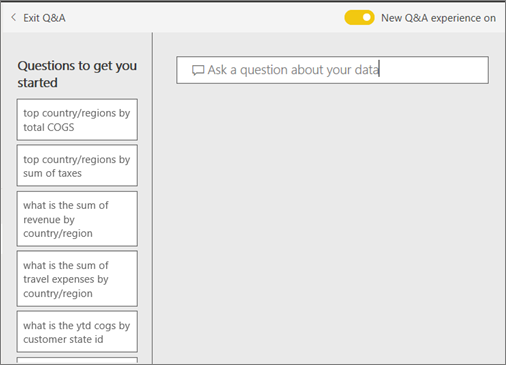 Exit Q&A
New Q&A experience on
Questions to get you
started
Ask a question about your data
top country/regions by
total COGS
top country/regions by
sum of taxes
what is the sum of
revenue by
country/region
what is the sum of
travel expenses by
country/region
what is the ytd cogs by
customer state id